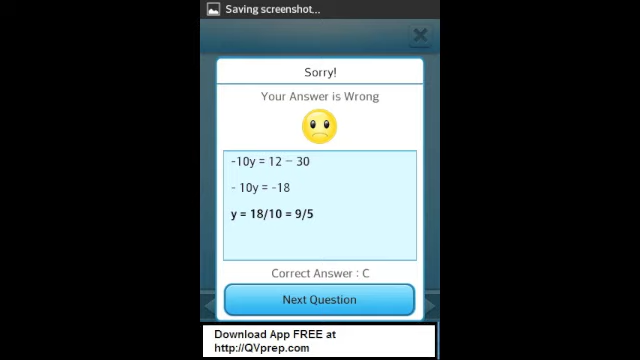 Saving screenshot...
Sorry!
Your Answer is Wrong
-10y = 12 – 30
- 10y = -18
y = 18/10 = 9/5
Correct Answer : C
Next Question
Download App FREE at
http://QVprep.com